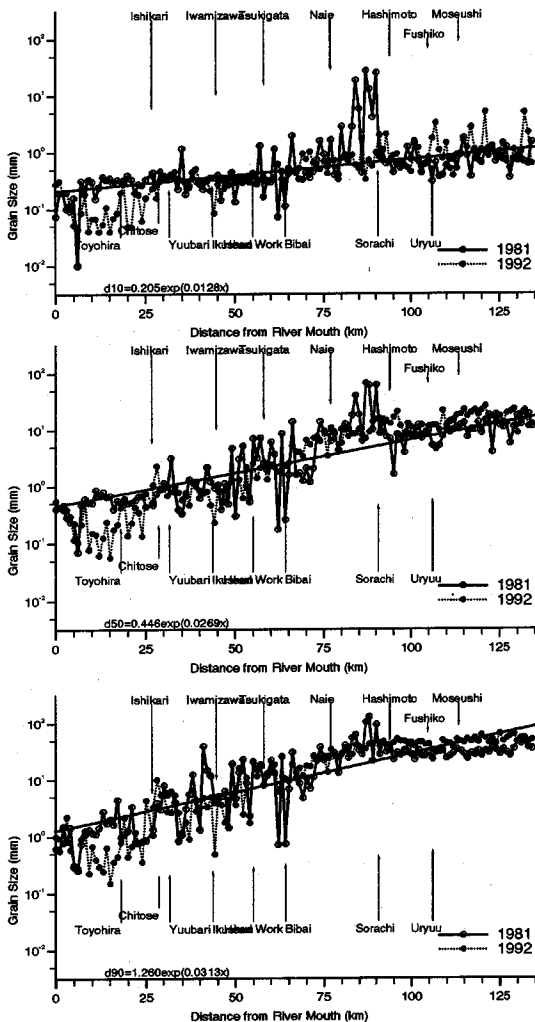 Ishikari Iwamizawa Tsukigata Naie Hashimoto Moseushi
Fushiko
10²
10¹
10⁰
10⁻¹
10⁻²
Grain Size (mm)
Toyohira Chitose Yuubari Head Work Bibai Sorachi Uryuu
1981
1992
d10=0.205exp(0.0128x)
0 25 50 75 100 125
Distance from River Mouth (km)
Ishikari Iwamizawa Tsukigata Naie Hashimoto Moseushi
Fushiko
10²
10¹
10⁰
10⁻¹
10⁻²
Grain Size (mm)
Toyohira Chitose Yuubari Head Work Bibai Sorachi Uryuu
1981
1992
d50=0.446exp(0.0269x)
0 25 50 75 100 125
Distance from River Mouth (km)
Ishikari Iwamizawa Tsukigata Naie Hashimoto Moseushi
Fushiko
10²
10¹
10⁰
10⁻¹
10⁻²
Grain Size (mm)
Toyohira Chitose Yuubari Head Work Bibai Sorachi Uryuu
1981
1992
d90=1.260exp(0.0313x)
0 25 50 75 100 125
Distance from River Mouth (km)